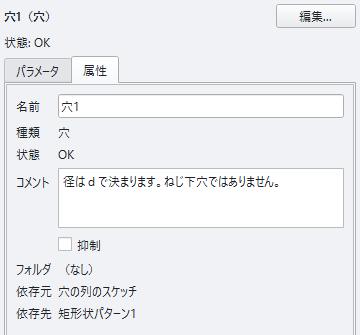 穴1（穴）
編集...
状態: OK
パラメータ 属性
名前 穴1
種類 穴
状態 OK
コメント 径はｄで決まります。ねじ下穴ではありません。
抑制
フォルダ （なし）
依存元 穴の列のスケッチ
依存先 矩形状パターン1